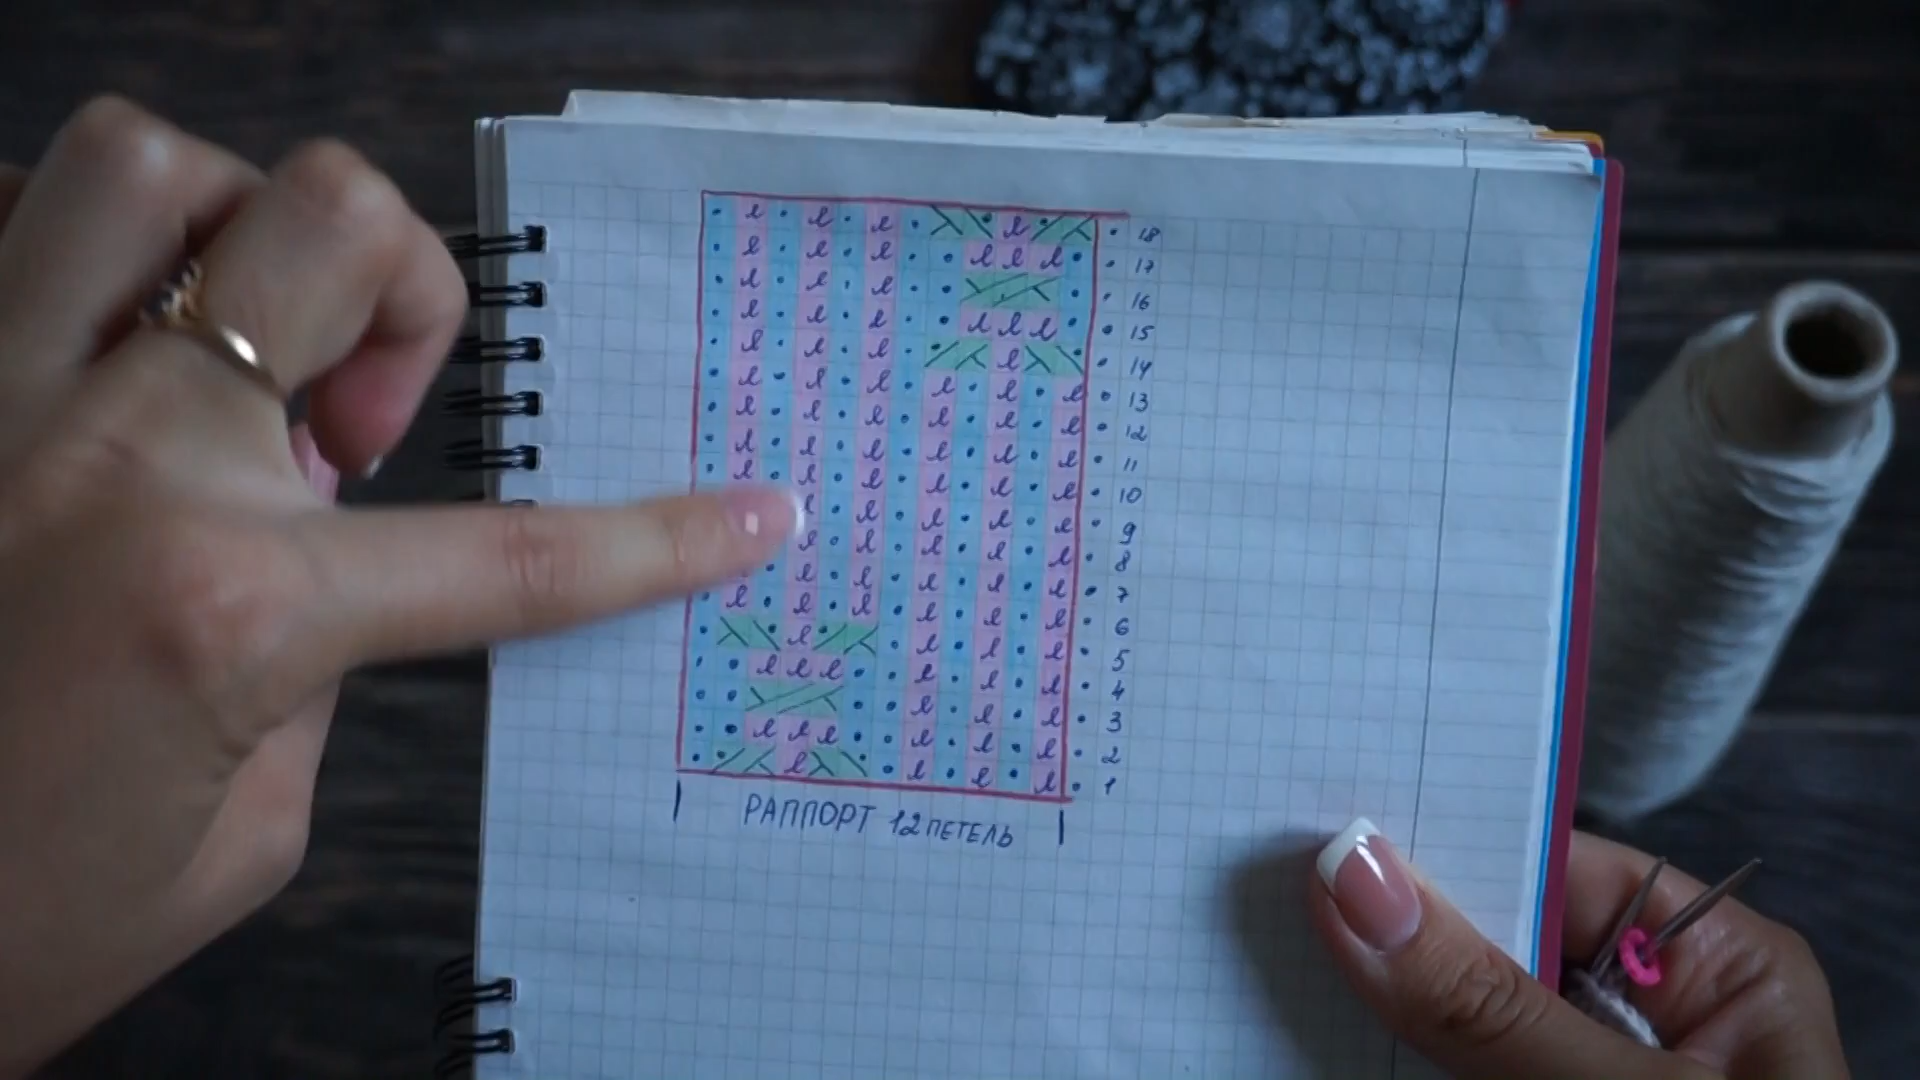 л л л л 18
л л л л л л 17
л л л 16
л л л л л л 15
л л л л 14
л л л л л л 13
л л л л л л 12
л л л л л л 11
л л л л л л 10
л л л л л 9
л л л л л 8
л л л л л 7
л л л л л л 6
л л л л 5
л л л л л л 4
л л л 3
л л л л л л 2
л л л л 1
РАППОРТ 12 ПЕТЕЛЬ